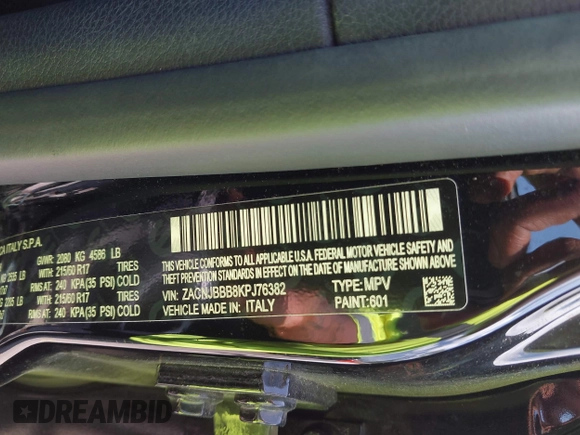 CA ITALY S.P.A.
GVWR: 2080 KG 4586 LB
WITH: 215/60 R17 TIRES
RMS AT: 240 KPA(35 PSI) COLD
WITH: 215/60 R17 TIRES
RMS AT: 240 KPA(35 PSI) COLD
THIS VEHICLE CONFORMS TO ALL APPLICABLE U.S.A. FEDERAL MOTOR VEHICLE SAFETY AND
THEFT PREVENTION STANDARDS IN EFFECT ON THE DATE OF MANUFACTURE SHOWN ABOVE.
VIN: ZACNJBBB8KPJ76382 TYPE: MPV
VEHICLE MADE IN: ITALY PAINT: 601
DREAMBID